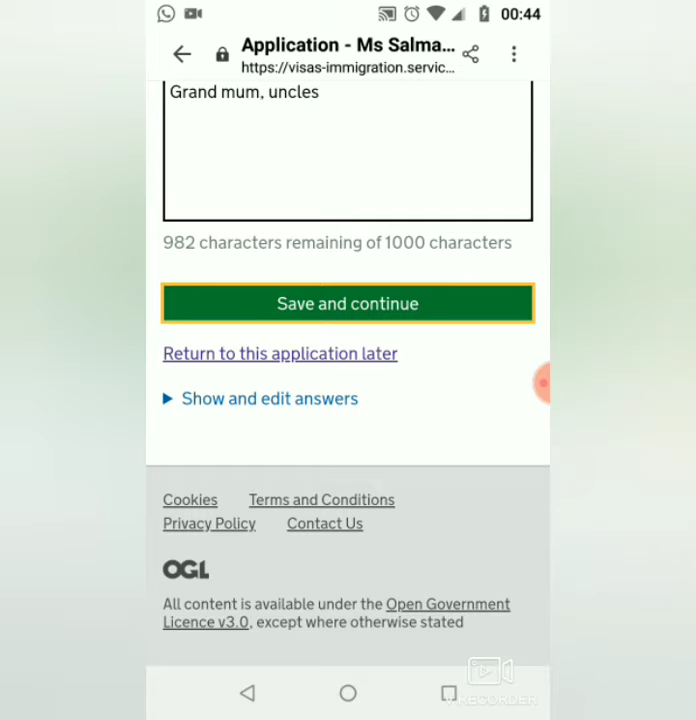 00:44
Application - Ms Salma...
https://visas-immigration.servic...
Grand mum, uncles
982 characters remaining of 1000 characters
Save and continue
Return to this application later
Show and edit answers
Cookies Terms and Conditions
Privacy Policy Contact Us
OGL
All content is available under the Open Government
Licence v3.0, except where otherwise stated